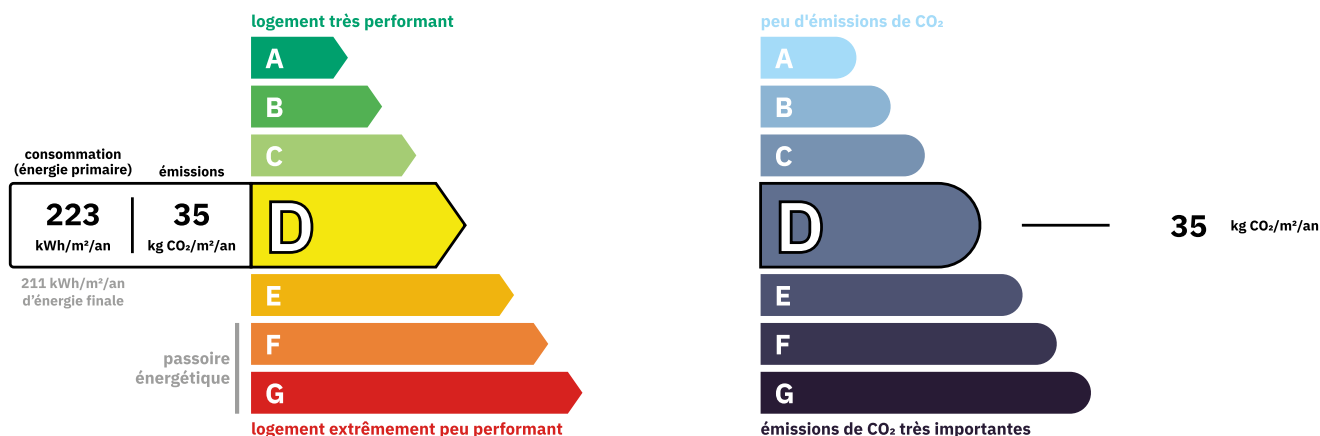 logement très performant
A
B
C
consommation
(énergie primaire)
émissions
223
kWh/m²/an
35
kg CO₂/m²/an
D
211 kWh/m²/an
d'énergie finale
E
F
passoire
énergétique
G
logement extrêmement peu performant
peu d'émissions de CO₂
A
B
C
D
35 kg CO₂/m²/an
E
F
G
émissions de CO₂ très importantes